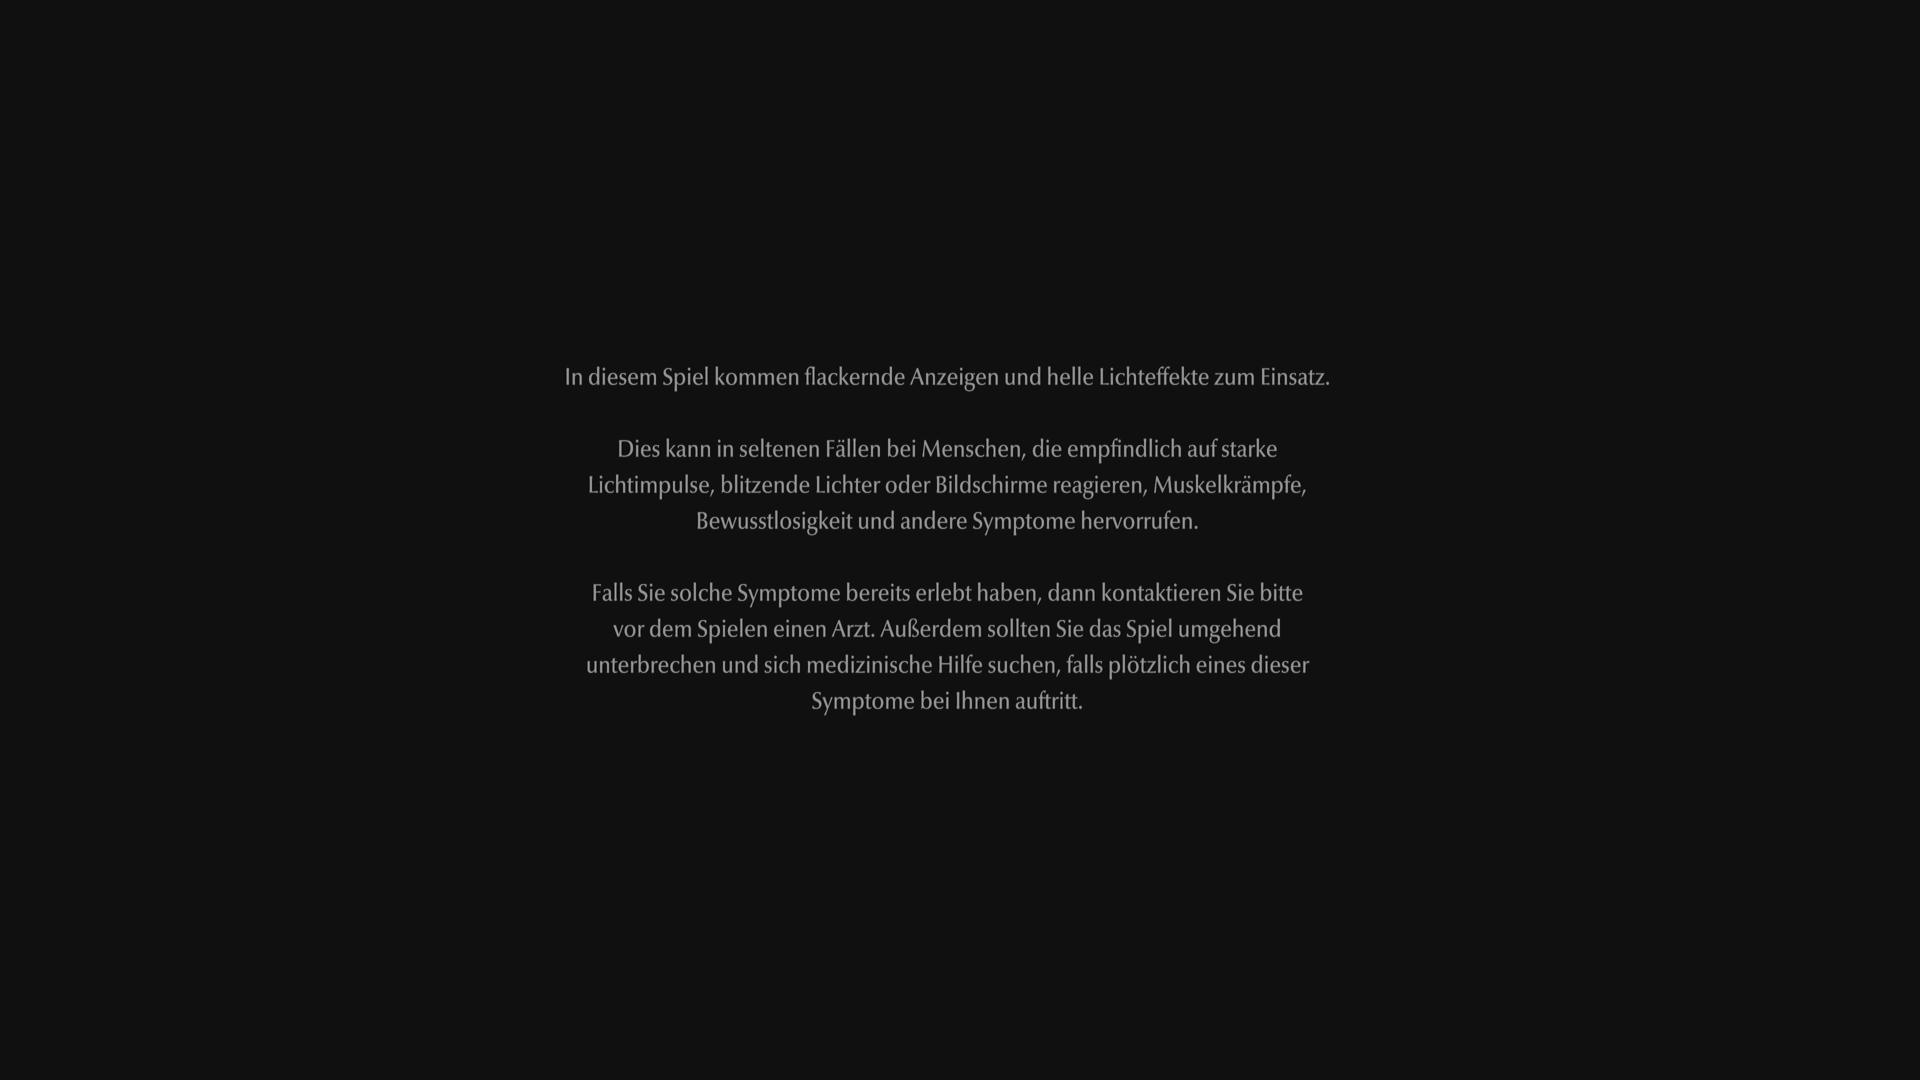 In diesem Spiel kommen flackernde Anzeigen und helle Lichteffekte zum Einsatz.
Dies kann in seltenen Fällen bei Menschen, die empfindlich auf starke
Lichtimpulse, blitzende Lichter oder Bildschirme reagieren, Muskelkrämpfe,
Bewusstlosigkeit und andere Symptome hervorrufen.
Falls Sie solche Symptome bereits erlebt haben, dann kontaktieren Sie bitte
vor dem Spielen einen Arzt. Außerdem sollten Sie das Spiel umgehend
unterbrechen und sich medizinische Hilfe suchen, falls plötzlich eines dieser
Symptome bei Ihnen auftritt.